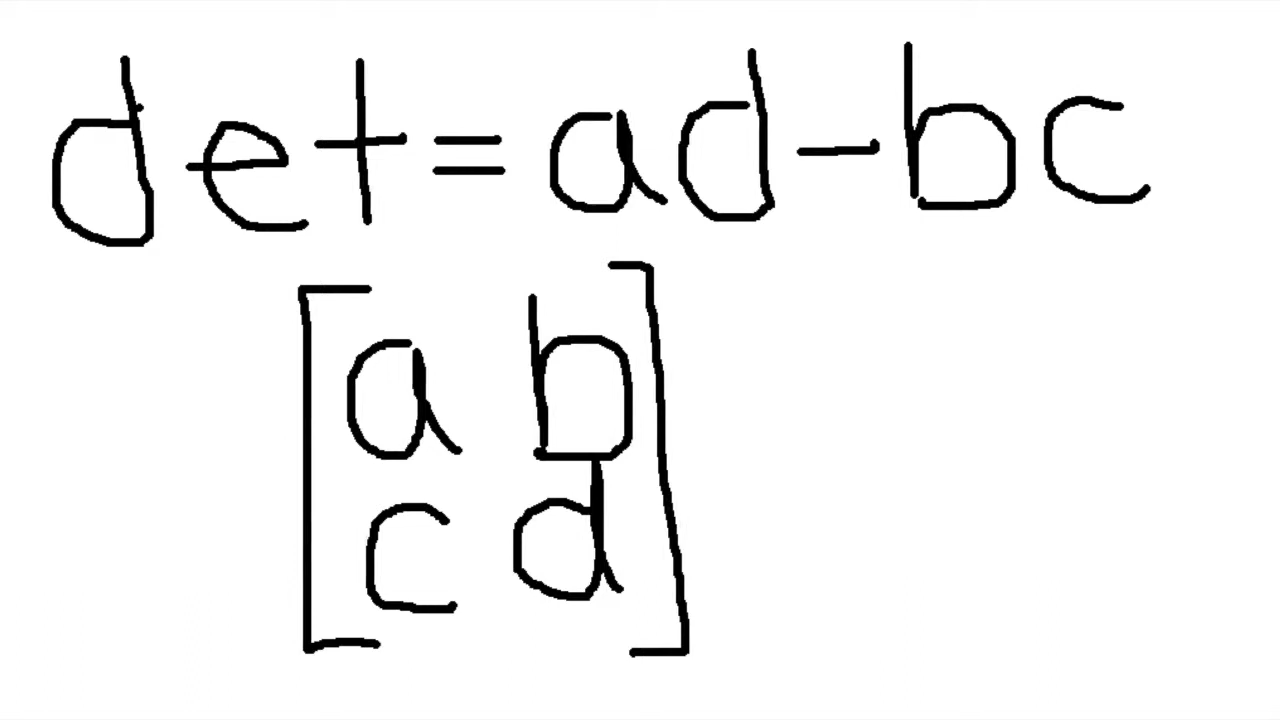 det = ad - bc
[a b
c d]